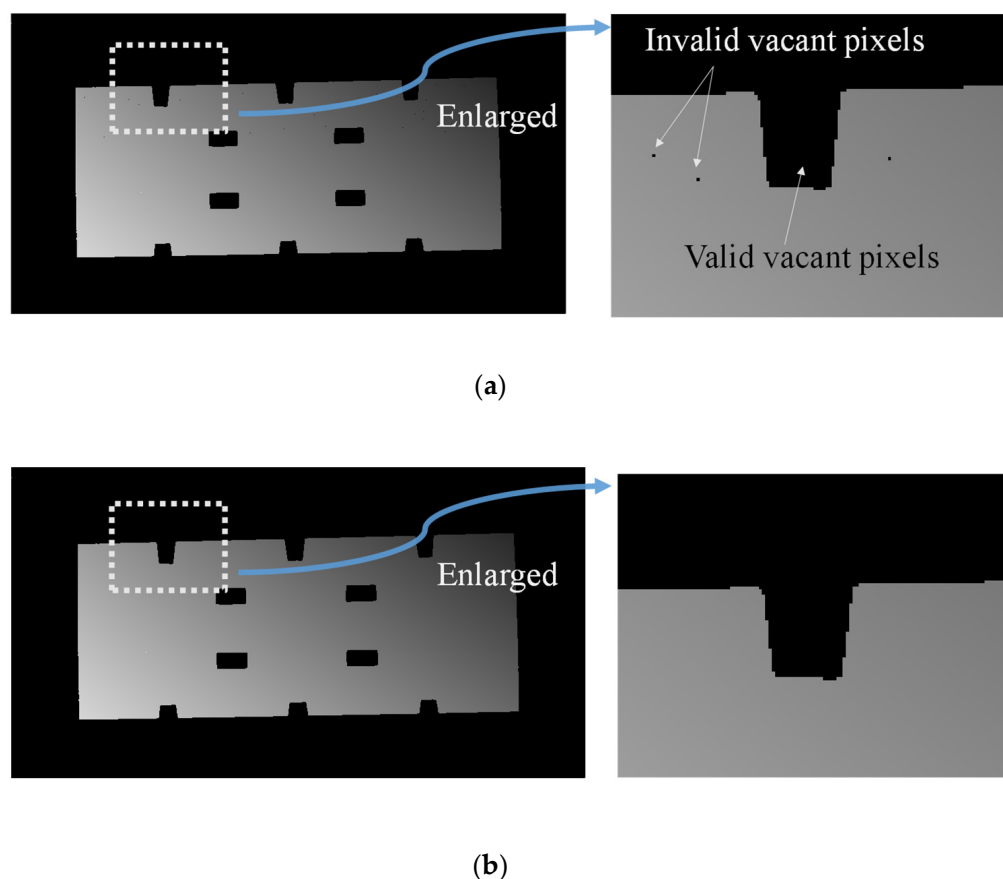 Invalid vacant pixels
Enlarged
Valid vacant pixels
(a)
Enlarged
(b)